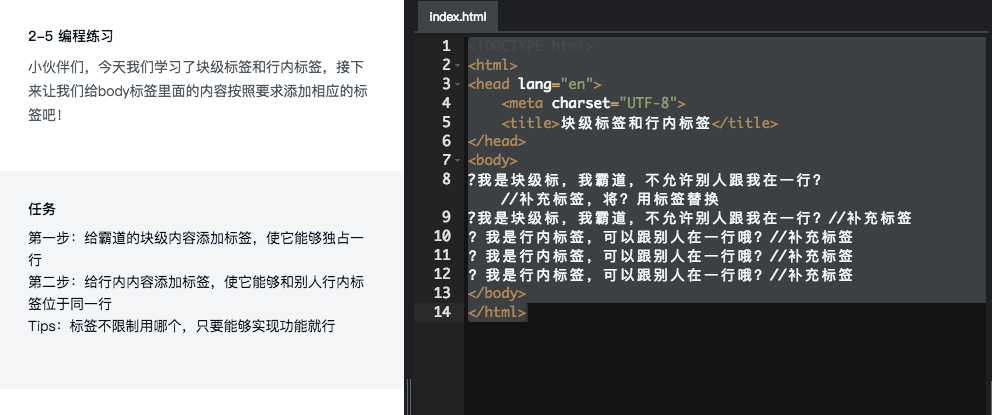 2-5 编程练习
小伙伴们，今天我们学习了块级标签和行内标签，接下
来让我们给body标签里面的内容按照要求添加相应的标
签吧！
任务
第一步：给霸道的块级内容添加标签，使它能够独占一
行
第二步：给行内内容添加标签，使它能够和别人行内标
签位于同一行
Tips：标签不限制用哪个，只要能够实现功能就行
index.html
1 <!DOCTYPE html>
2 <html>
3 <head lang="en">
4 <meta charset="UTF-8">
5 <title>块级标签和行内标签</title>
6 </head>
7 <body>
8 ?我是块级标，我霸道，不允许别人跟我在一行?
//补充标签，将? 用标签替换
9 ?我是块级标，我霸道，不允许别人跟我在一行? //补充标签
10 ? 我是行内标签，可以跟别人在一行哦? //补充标签
11 ? 我是行内标签，可以跟别人在一行哦? //补充标签
12 ? 我是行内标签，可以跟别人在一行哦? //补充标签
13 </body>
14 </html>